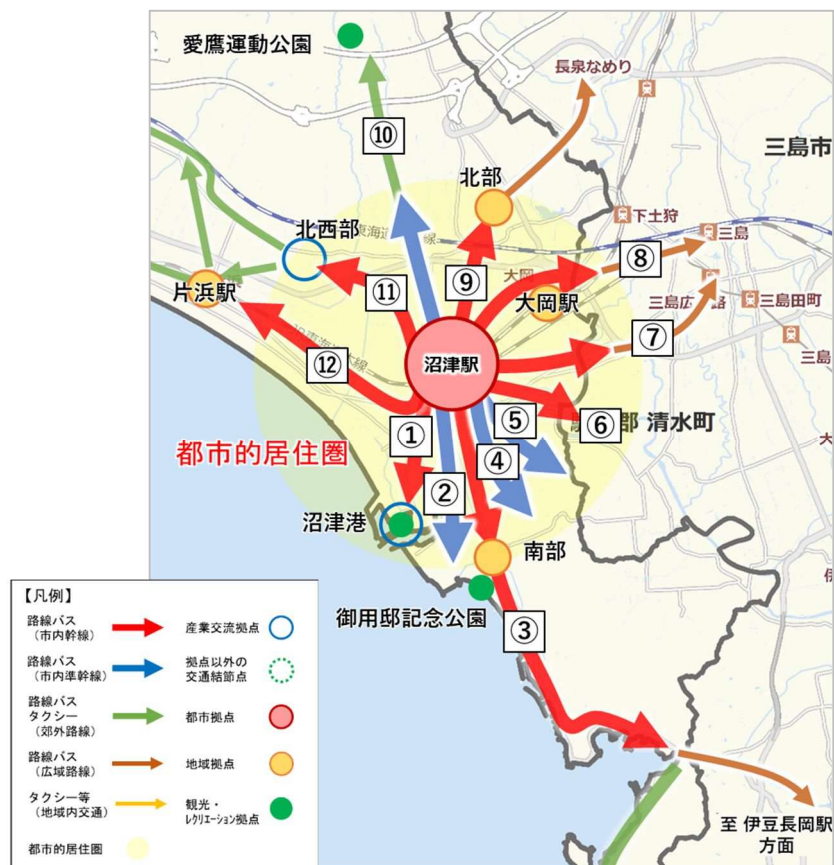 愛鷹運動公園
長泉なめり
⑩
三島市
北部
下土狩
北西部
東海道
線
三島
⑧
⑨
大岡
片浜駅
⑪
大岡駅
三島広
路
三島田町
⑦
沼津駅
三島
⑫
⑤
⑥
郡 清水町
①
④
都市的居住圏
②
沼津港
南部
御用邸記念公園
③
【凡例】
路線バス
(市内幹線)
産業交流拠点
路線バス
(市内準幹線)
拠点以外の
交通結節点
路線バス
タクシー
(郊外路線)
都市拠点
路線バス
(広域路線)
地域拠点
タクシー等
(地域内交通)
観光・
レクリエーション拠点
都市的居住圏
至 伊豆長岡駅
方面